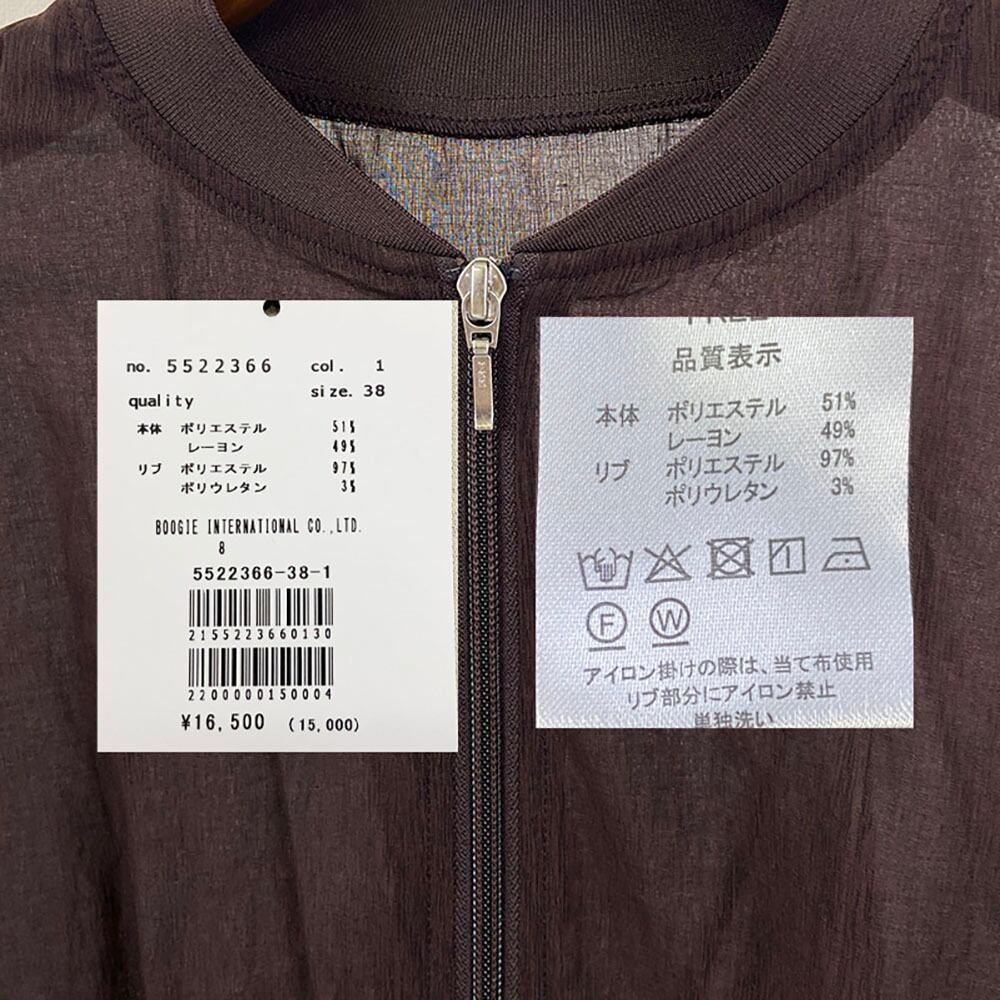 no. 5522366 col. 1
quality size. 38
本体 ポリエステル 51%
レーヨン 49%
リブ ポリエステル 97%
ポリウレタン 3%
BOOGIE INTERNATIONAL CO.,LTD.
8
5522366-38-1
2155223660130
2200000150004
¥16,500 (15,000)
品質表示
本体 ポリエステル 51%
レーヨン 49%
リブ ポリエステル 97%
ポリウレタン 3%
F W
アイロン掛けの際は、当て布使用
リブ部分にアイロン禁止
単独洗い